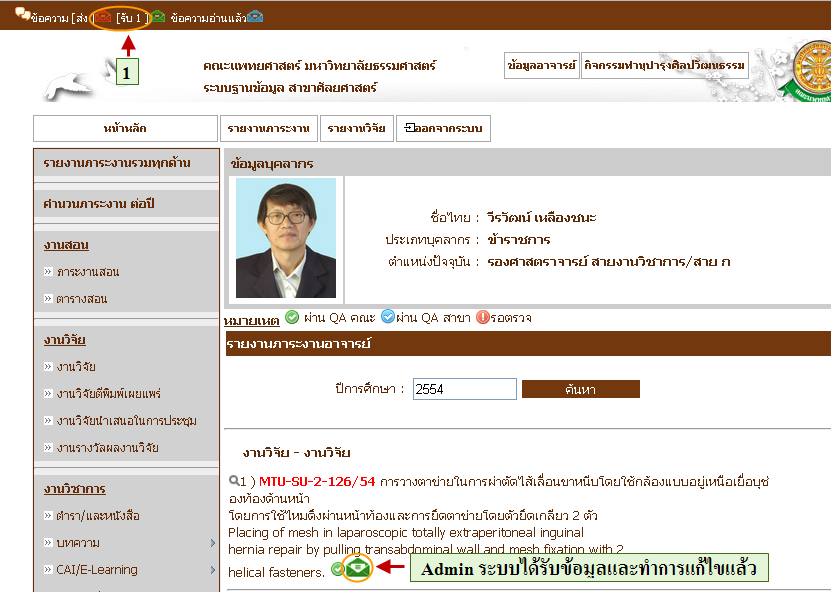 ข้อความ [ส่ง [รับ 1 ] ข้อความอ่านแล้ว
1
คณะแพทยศาสตร์ มหาวิทยาลัยธรรมศาสตร์
ระบบฐานข้อมูล สาขาศัลยศาสตร์
ข้อมูลอาจารย์ กิจกรรมทำนุบำรุงศิลปวัฒนธรรม
หน้าหลัก รายงานภาระงาน รายงานวิจัย ออกจากระบบ
รายงานภาระงานรวมทุกด้าน
คำนวนภาระงาน ต่อปี
งานสอน
» ภาระงานสอน
» ตารางสอน
งานวิจัย
» งานวิจัย
» งานวิจัยตีพิมพ์เผยแพร่
» งานวิจัยนำเสนอในการประชุม
» งานรางวัลผลงานวิจัย
งานวิชาการ
» ตำรา/และหนังสือ
» บทความ
» CAI/E-Learning
ข้อมูลบุคลากร
ชื่อไทย : วีรวัฒน์ เหลืองชนะ
ประเภทบุคลากร : ข้าราชการ
ตำแหน่งปัจจุบัน : รองศาสตราจารย์ สายงานวิชาการ/สาย ก
หมายเหตุ ผ่าน QA คณะ ผ่าน QA สาขา รอตรวจ
รายงานภาระงานอาจารย์
ปีการศึกษา : 2554 ค้นหา
งานวิจัย - งานวิจัย
1 ) MTU-SU-2-126/54 การวางตาข่ายในการผ่าตัดไส้เลื่อนขาหนีบโดยใช้กล้องแบบอยู่เหนือเยื่อบุช่
องท้องด้านหน้า
โดยการใช้ไหมดึงผ่านหน้าท้องและการยึดตาข่ายโดยตัวยึดเกลียว 2 ตัว
Placing of mesh in laparoscopic totally extraperitoneal inguinal
hernia repair by pulling transabdominal wall and mesh fixation with 2
helical fasteners.
Admin ระบบได้รับข้อมูลและทำการแก้ไขแล้ว